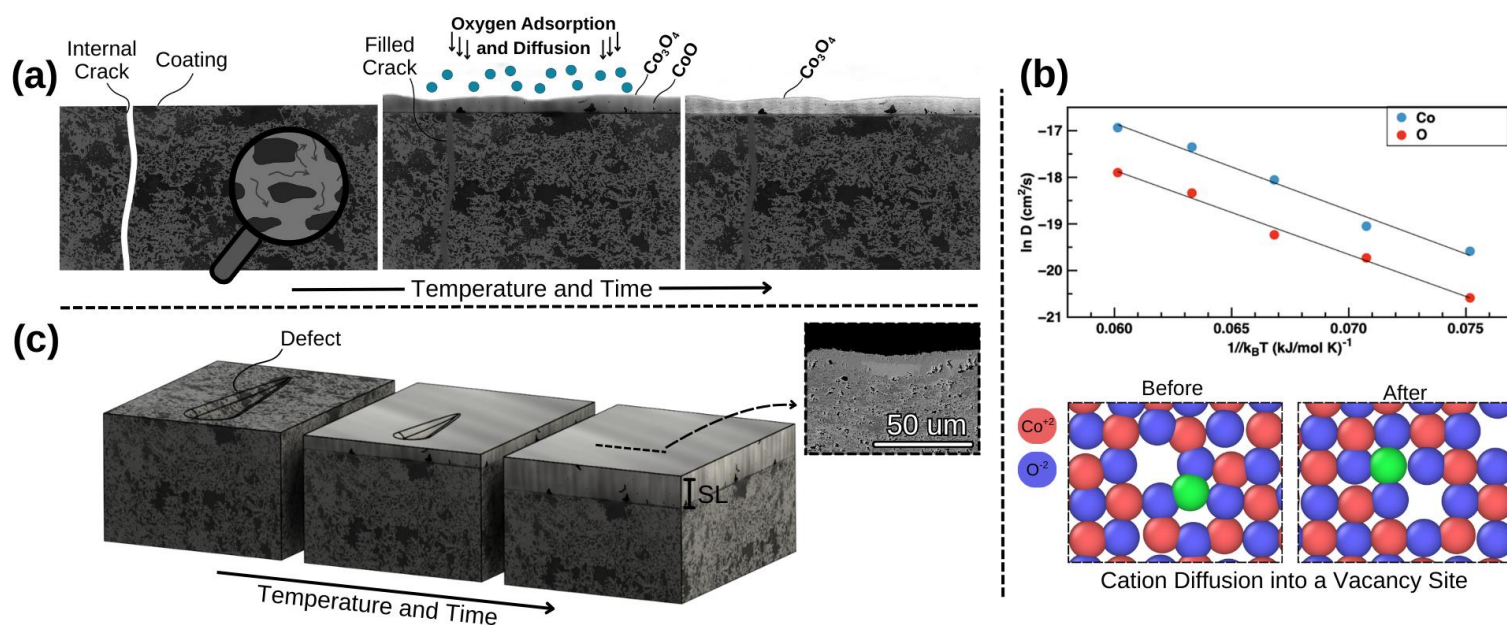 (a)
Internal
Crack
Coating
Filled
Crack
Oxygen Adsorption
and Diffusion
Co₃O₄
CoO
Co₃O₄
Temperature and Time
(b)
Co
O
ln D (cm²/s)
−17
−18
−19
−20
−21
0.060
0.065
0.070
0.075
1//k_BT (kJ/mol K)⁻¹
Before
After
Co⁺²
O⁻²
Cation Diffusion into a Vacancy Site
(c)
Defect
SL
50 um
Temperature and Time